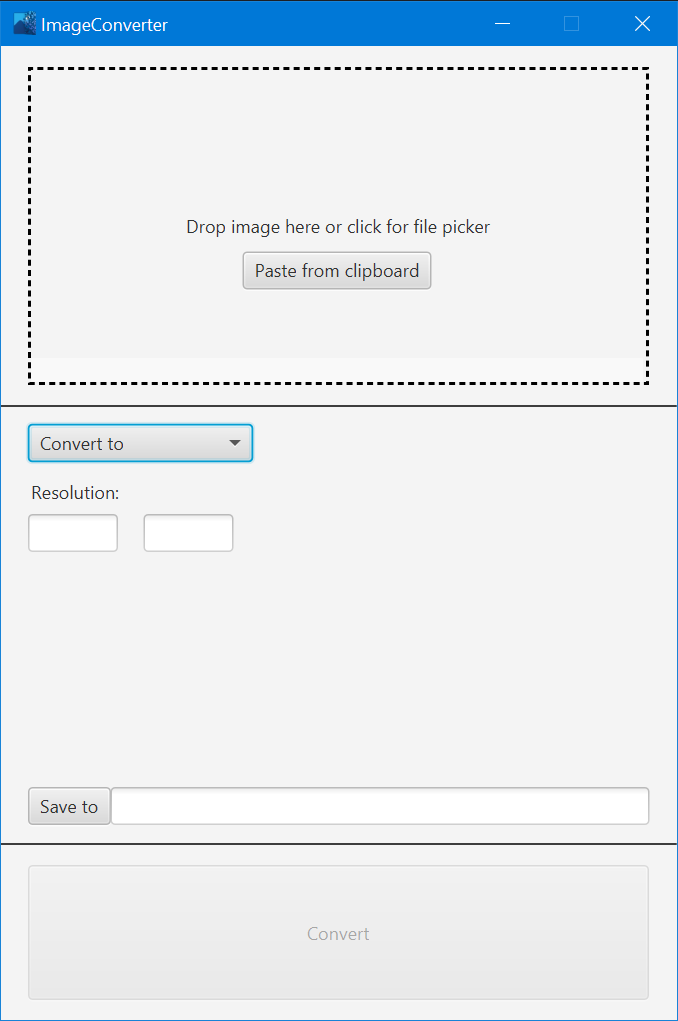 ImageConverter
Drop image here or click for file picker
Paste from clipboard
Convert to
Resolution:
Save to
Convert